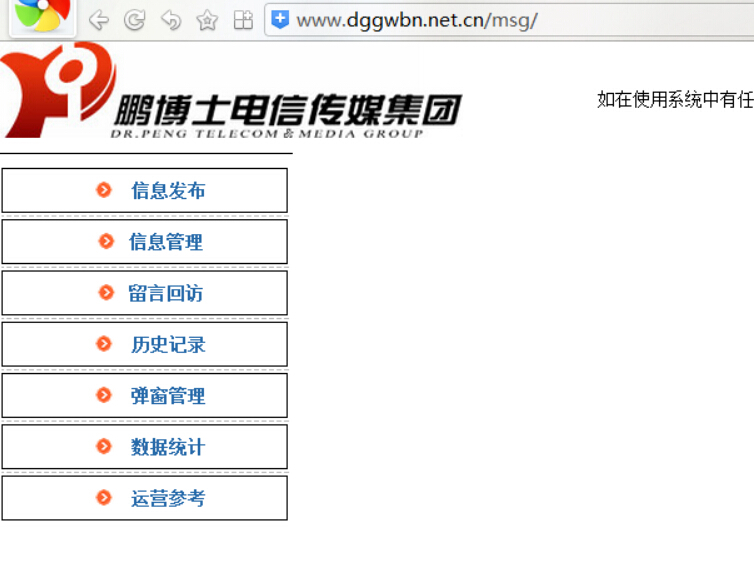 www.dggwbn.net.cn/msg/
鹏博士电信传媒集团
DR.PENG TELECOM & MEDIA GROUP
如在使用系统中有任
信息发布
信息管理
留言回访
历史记录
弹窗管理
数据统计
运营参考